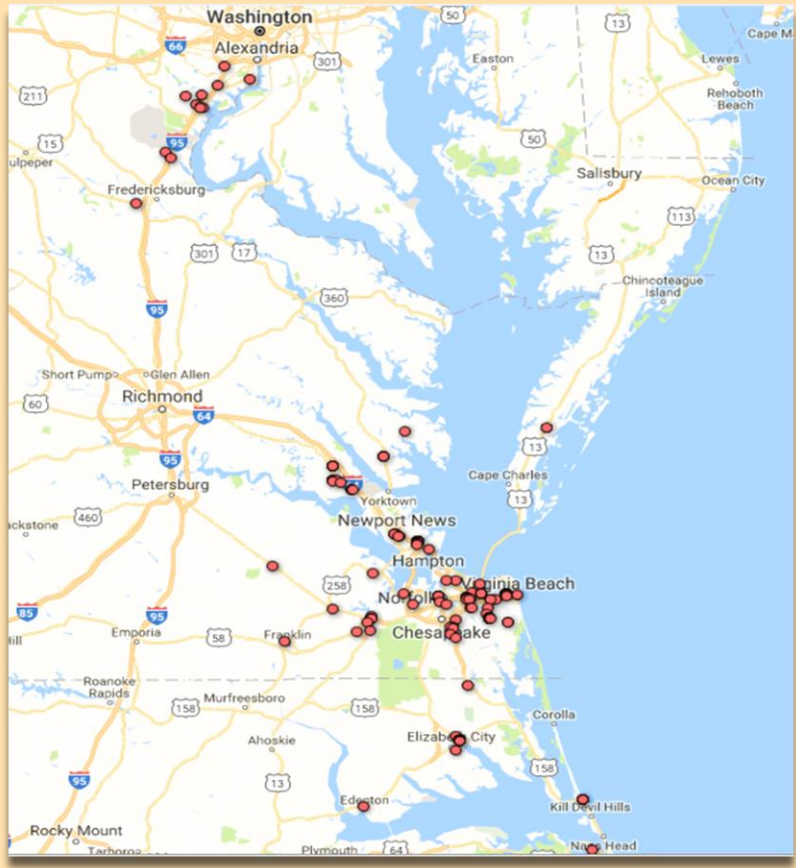 Washington
50
13
Cape M
66
Alexandria
301
Easton
Lewes
Rehoboth
Beach
211
95
15
50
ulpeper
Salisbury
Ocean City
Fredericksburg
113
301
17
13
Chincoteague
Island
360
95
Short Pump
Glen Allen
Richmond
60
64
13
95
Cape Charles
Petersburg
Yorktown
13
460
ackstone
Newport News
Hampton
258
Virginia Beach
Norfolk
85
95
Emporia
58
Franklin
Chesapeake
ill
Roanoke
Rapids
158
Murfreesboro
158
Corolla
Ahoskie
Elizabeth City
158
95
13
Edenton
Kill Devil Hills
Rocky Mount
Nags Head
Tarboro
Plymouth
64